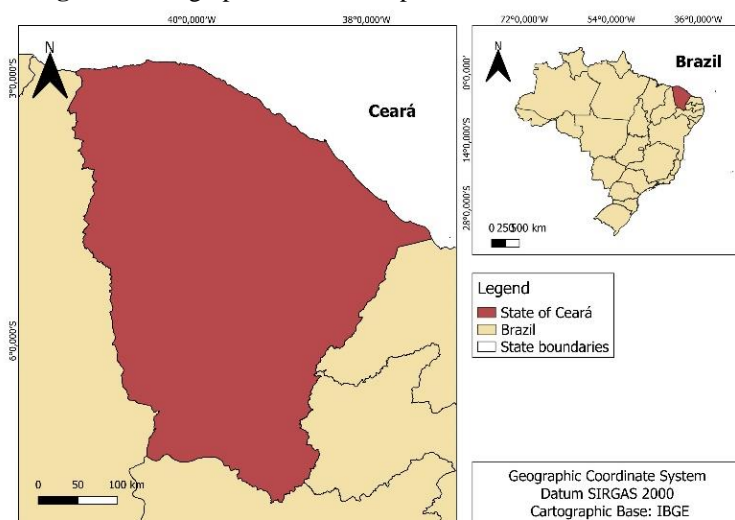 40°0,000'W 38°0,000'W
N
3°0,000'S
Ceará
6°0,000'S
0 50 100 km
72°0,000'W 54°0,000'W 36°0,000'W
N
Brazil
0°0,000'
14°0,000'S
28°0,000'S
0 250 500 km
Legend
State of Ceará
Brazil
State boundaries
Geographic Coordinate System
Datum SIRGAS 2000
Cartographic Base: IBGE